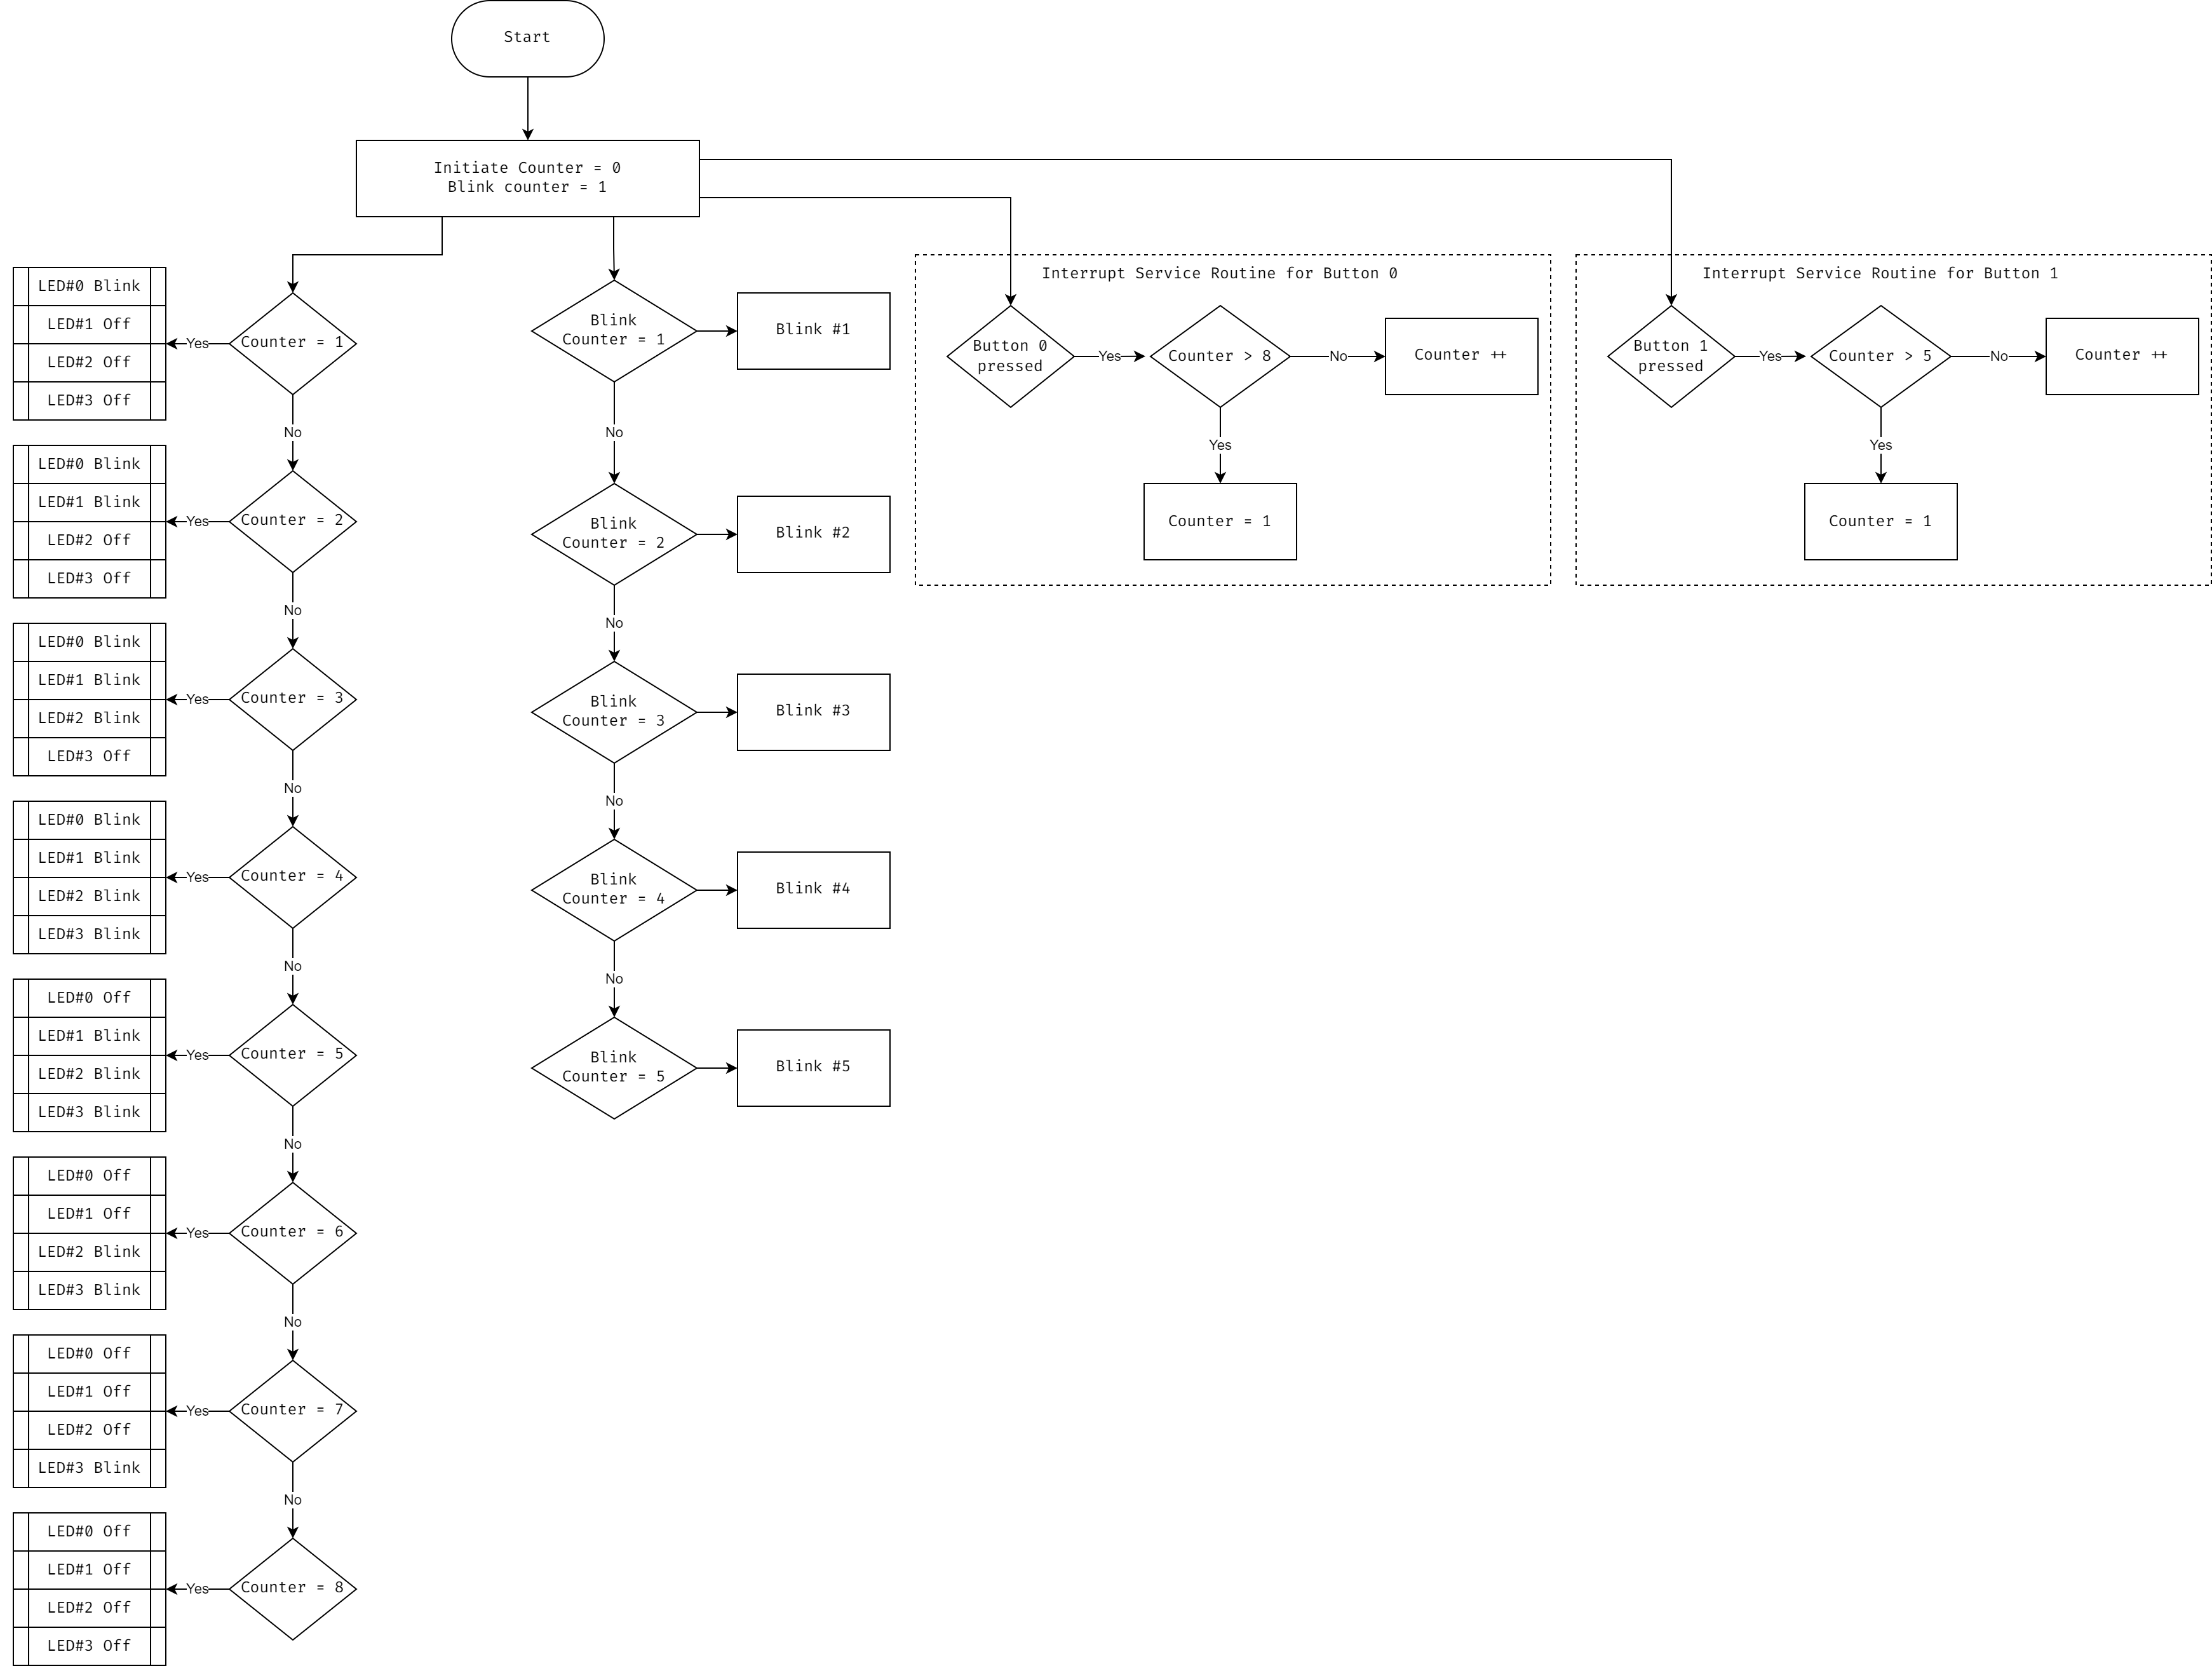 Start
Initiate Counter = 0
Blink counter = 1
LED#0 Blink
LED#1 Off
LED#2 Off
LED#3 Off
Yes
Counter = 1
No
LED#0 Blink
LED#1 Blink
LED#2 Off
LED#3 Off
Yes
Counter = 2
No
LED#0 Blink
LED#1 Blink
LED#2 Blink
LED#3 Off
Yes
Counter = 3
No
LED#0 Blink
LED#1 Blink
LED#2 Blink
LED#3 Blink
Yes
Counter = 4
No
LED#0 Off
LED#1 Blink
LED#2 Blink
LED#3 Blink
Yes
Counter = 5
No
LED#0 Off
LED#1 Off
LED#2 Blink
LED#3 Blink
Yes
Counter = 6
No
LED#0 Off
LED#1 Off
LED#2 Off
LED#3 Blink
Yes
Counter = 7
No
LED#0 Off
LED#1 Off
LED#2 Off
LED#3 Off
Yes
Counter = 8
Blink
Counter = 1
Blink #1
No
Blink
Counter = 2
Blink #2
No
Blink
Counter = 3
Blink #3
No
Blink
Counter = 4
Blink #4
No
Blink
Counter = 5
Blink #5
Interrupt Service Routine for Button 0
Button 0
pressed
Yes
Counter > 8
No
Counter ++
Yes
Counter = 1
Interrupt Service Routine for Button 1
Button 1
pressed
Yes
Counter > 5
No
Counter ++
Yes
Counter = 1